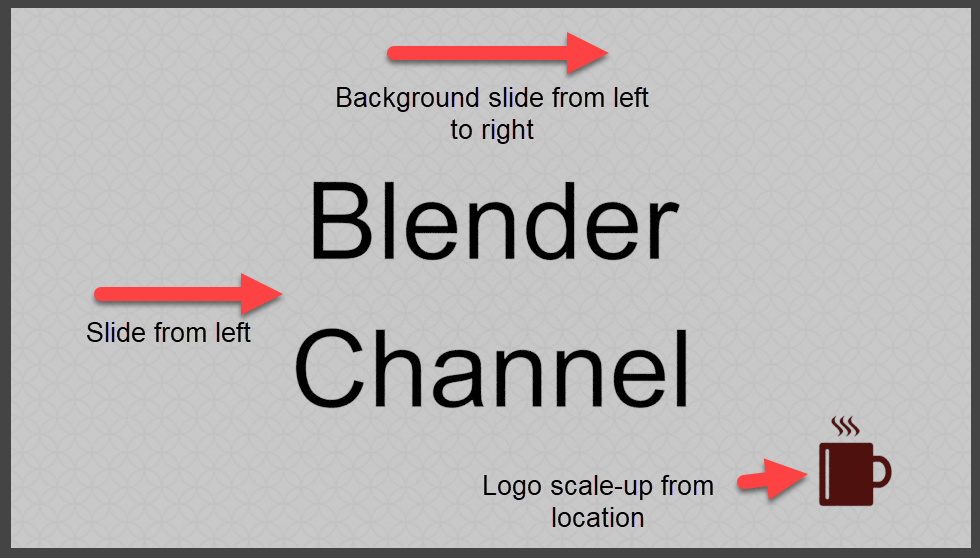 Background slide from left
to right
Blender
Slide from left
Channel
Logo scale-up from
location